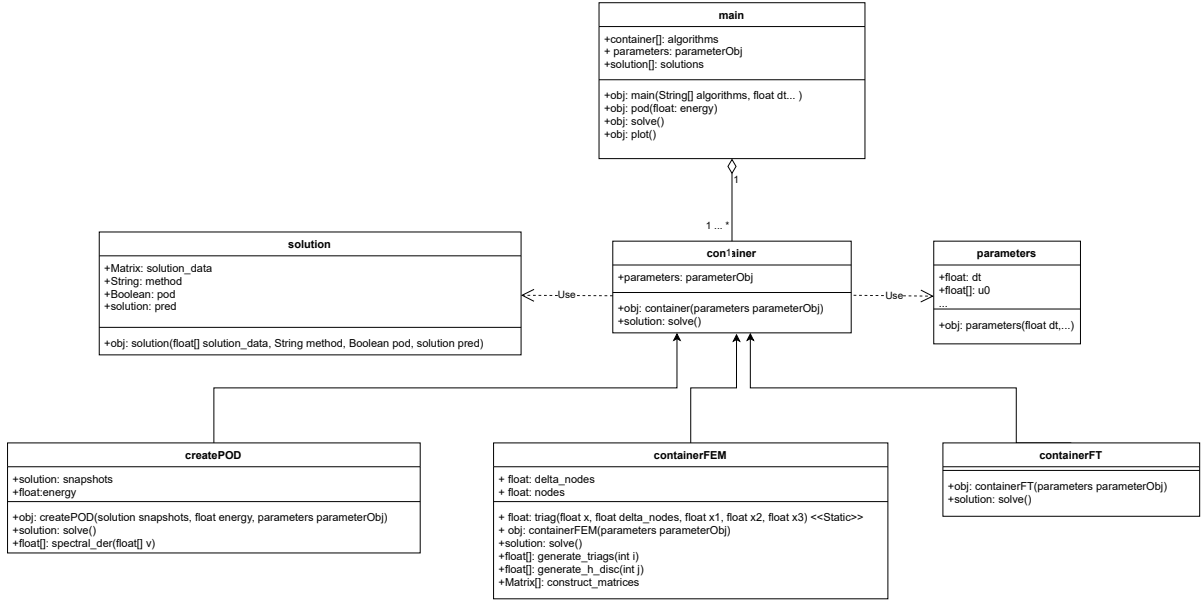 main
+container[]: algorithms
+ parameters: parameterObj
+solution[]: solutions
+obj: main(String[] algorithms, float dt... )
+obj: pod(float: energy)
+obj: solve()
+obj: plot()
1
1 ... *
solution
+Matrix: solution_data
+String: method
+Boolean: pod
+solution: pred
+obj: solution(float[] solution_data, String method, Boolean pod, solution pred)
Use
container
1
+parameters: parameterObj
+obj: container(parameters parameterObj)
+solution: solve()
Use
parameters
+float: dt
+float[]: u0
...
+obj: parameters(float dt,...)
createPOD
+solution: snapshots
+float:energy
+obj: createPOD(solution snapshots, float energy, parameters parameterObj)
+solution: solve()
+float[]: spectral_der(float[] v)
containerFEM
+ float: delta_nodes
+ float: nodes
+ float: triag(float x, float delta_nodes, float x1, float x2, float x3) <<Static>>
+ obj: containerFEM(parameters parameterObj)
+solution: solve()
+float[]: generate_triags(int i)
+float[]: generate_h_disc(int j)
+Matrix[]: construct_matrices
containerFT
+obj: containerFT(parameters parameterObj)
+solution: solve()